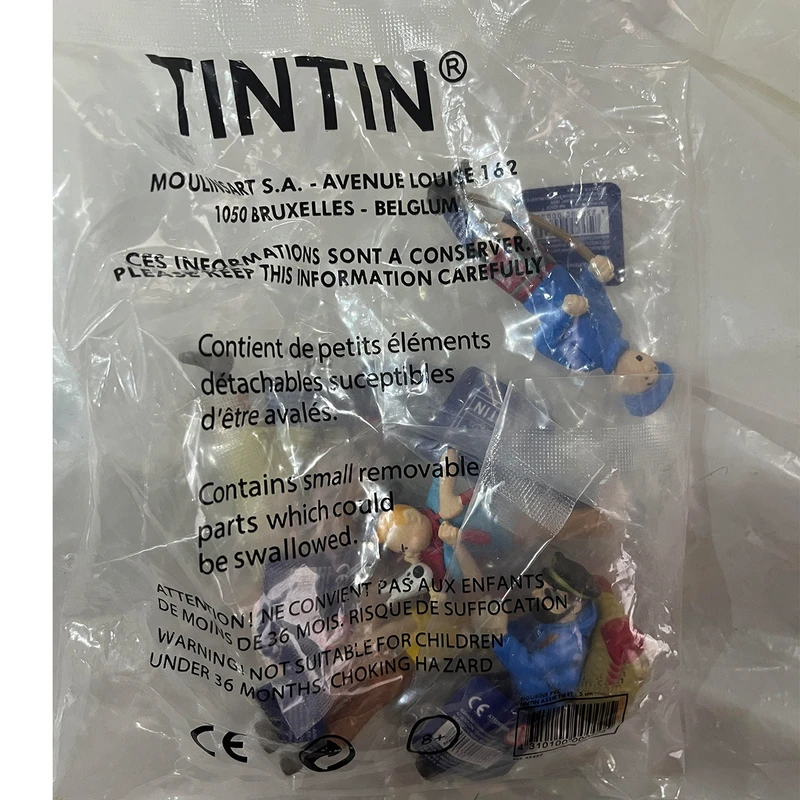 TINTIN®
MOULINSART S.A. - AVENUE LOUISE 162
1050 BRUXELLES - BELGIUM
CES INFORMATIONS SONT A CONSERVER.
PLEASE KEEP THIS INFORMATION CAREFULLY
Contient de petits éléments
détachables suceptibles
d'être avalés.
Contains small removable
parts which could
be swallowed.
ATTENTION! NE CONVIENT PAS AUX ENFANTS
DE MOINS DE 36 MOIS. RISQUE DE SUFFOCATION
WARNING! NOT SUITABLE FOR CHILDREN
UNDER 36 MONTHS. CHOKING HAZARD
CE
8+
CE